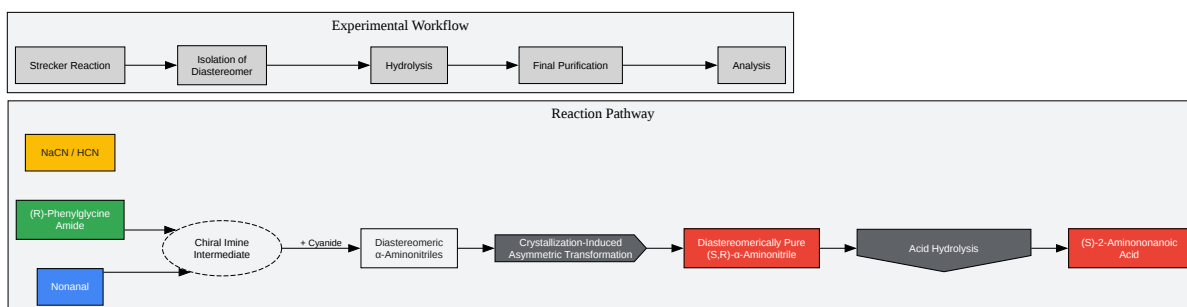 Experimental Workflow
Strecker Reaction
Isolation of
Diastereomer
Hydrolysis
Final Purification
Analysis
Reaction Pathway
NaCN / HCN
(R)-Phenylglycine
Amide
Nonanal
Chiral Imine
Intermediate
+ Cyanide
Diastereomeric
α-Aminonitriles
Crystallization-Induced
Asymmetric Transformation
Diastereomerically Pure
(S,R)-α-Aminonitrile
Acid Hydrolysis
(S)-2-Aminononanoic
Acid